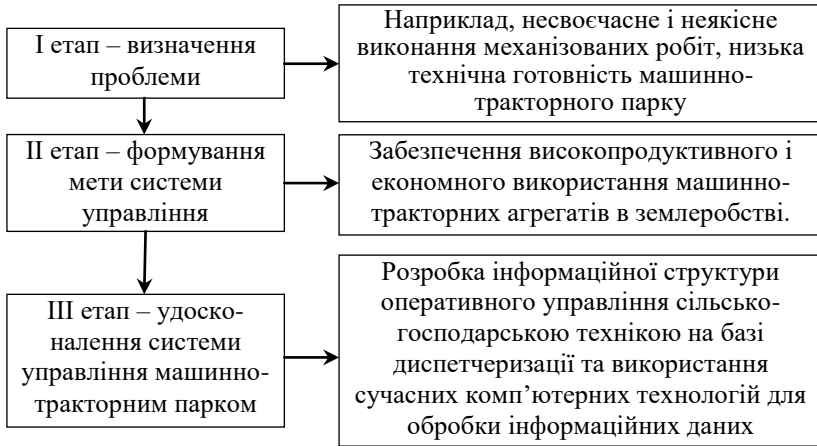 І етап – визначення
проблеми
Наприклад, несвоєчасне і неякісне
виконання механізованих робіт, низька
технічна готовність машинно-
тракторного парку
ІІ етап – формування
мети системи
управління
Забезпечення високопродуктивного і
економного використання машинно-
тракторних агрегатів в землеробстві.
ІІІ етап – удоско-
налення системи
управління машинно-
тракторним парком
Розробка інформаційної структури
оперативного управління сільсько-
господарською технікою на базі
диспетчеризації та використання
сучасних комп’ютерних технологій для
обробки інформаційних даних